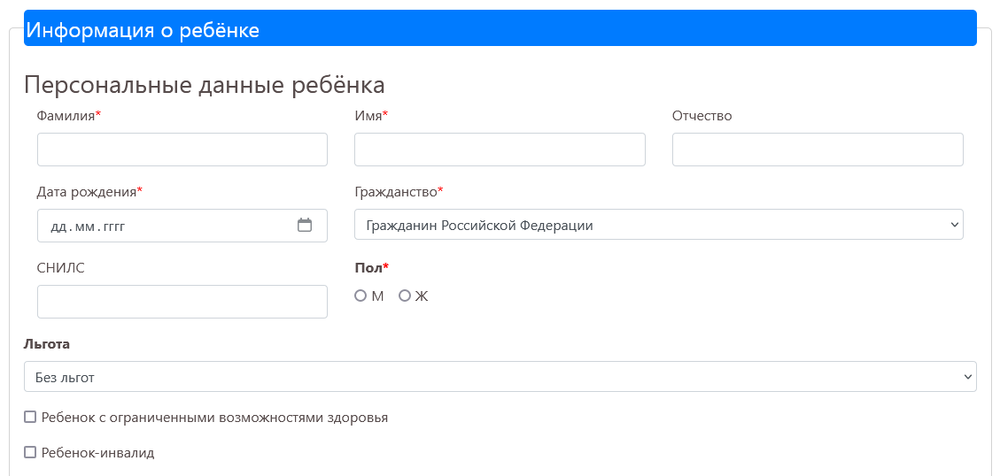 Информация о ребёнке
Персональные данные ребёнка
Фамилия* Имя* Отчество
Дата рождения* Гражданство*
дд.мм.гггг Гражданин Российской Федерации
СНИЛС Пол*
М Ж
Льгота
Без льгот
Ребенок с ограниченными возможностями здоровья
Ребенок-инвалид